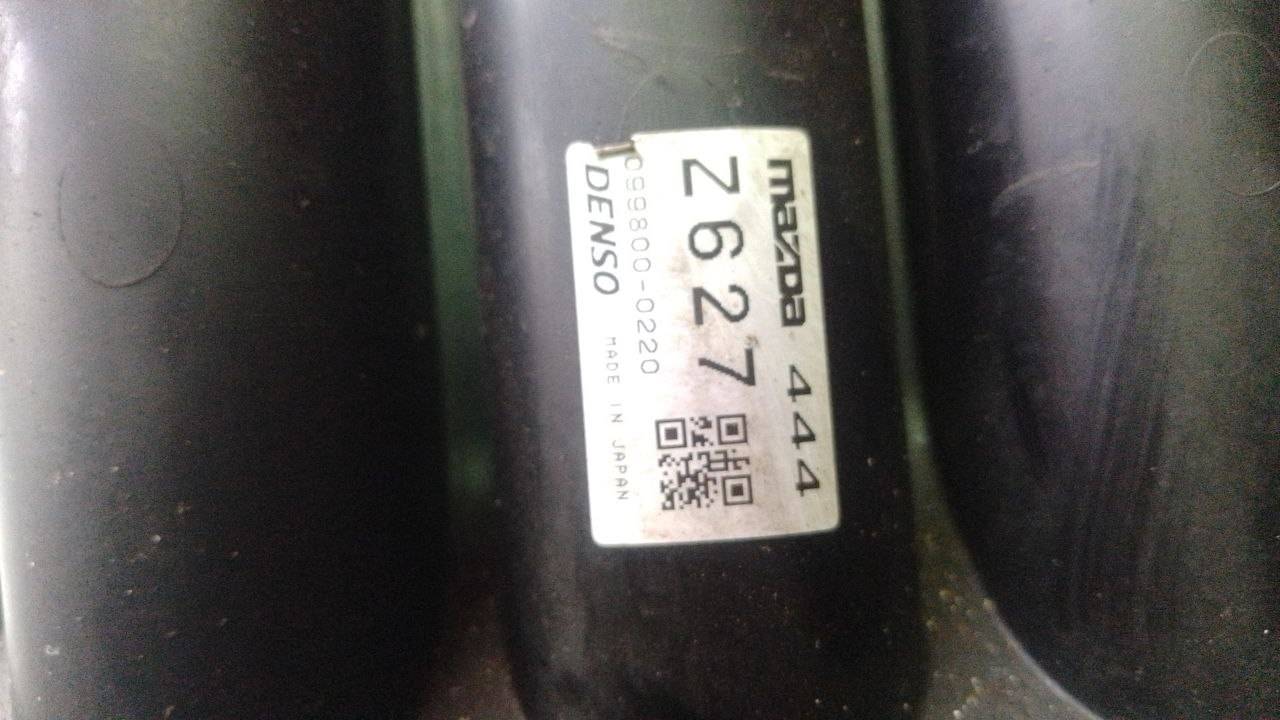 mazda 444
Z627
099800-0220
DENSO MADE IN JAPAN